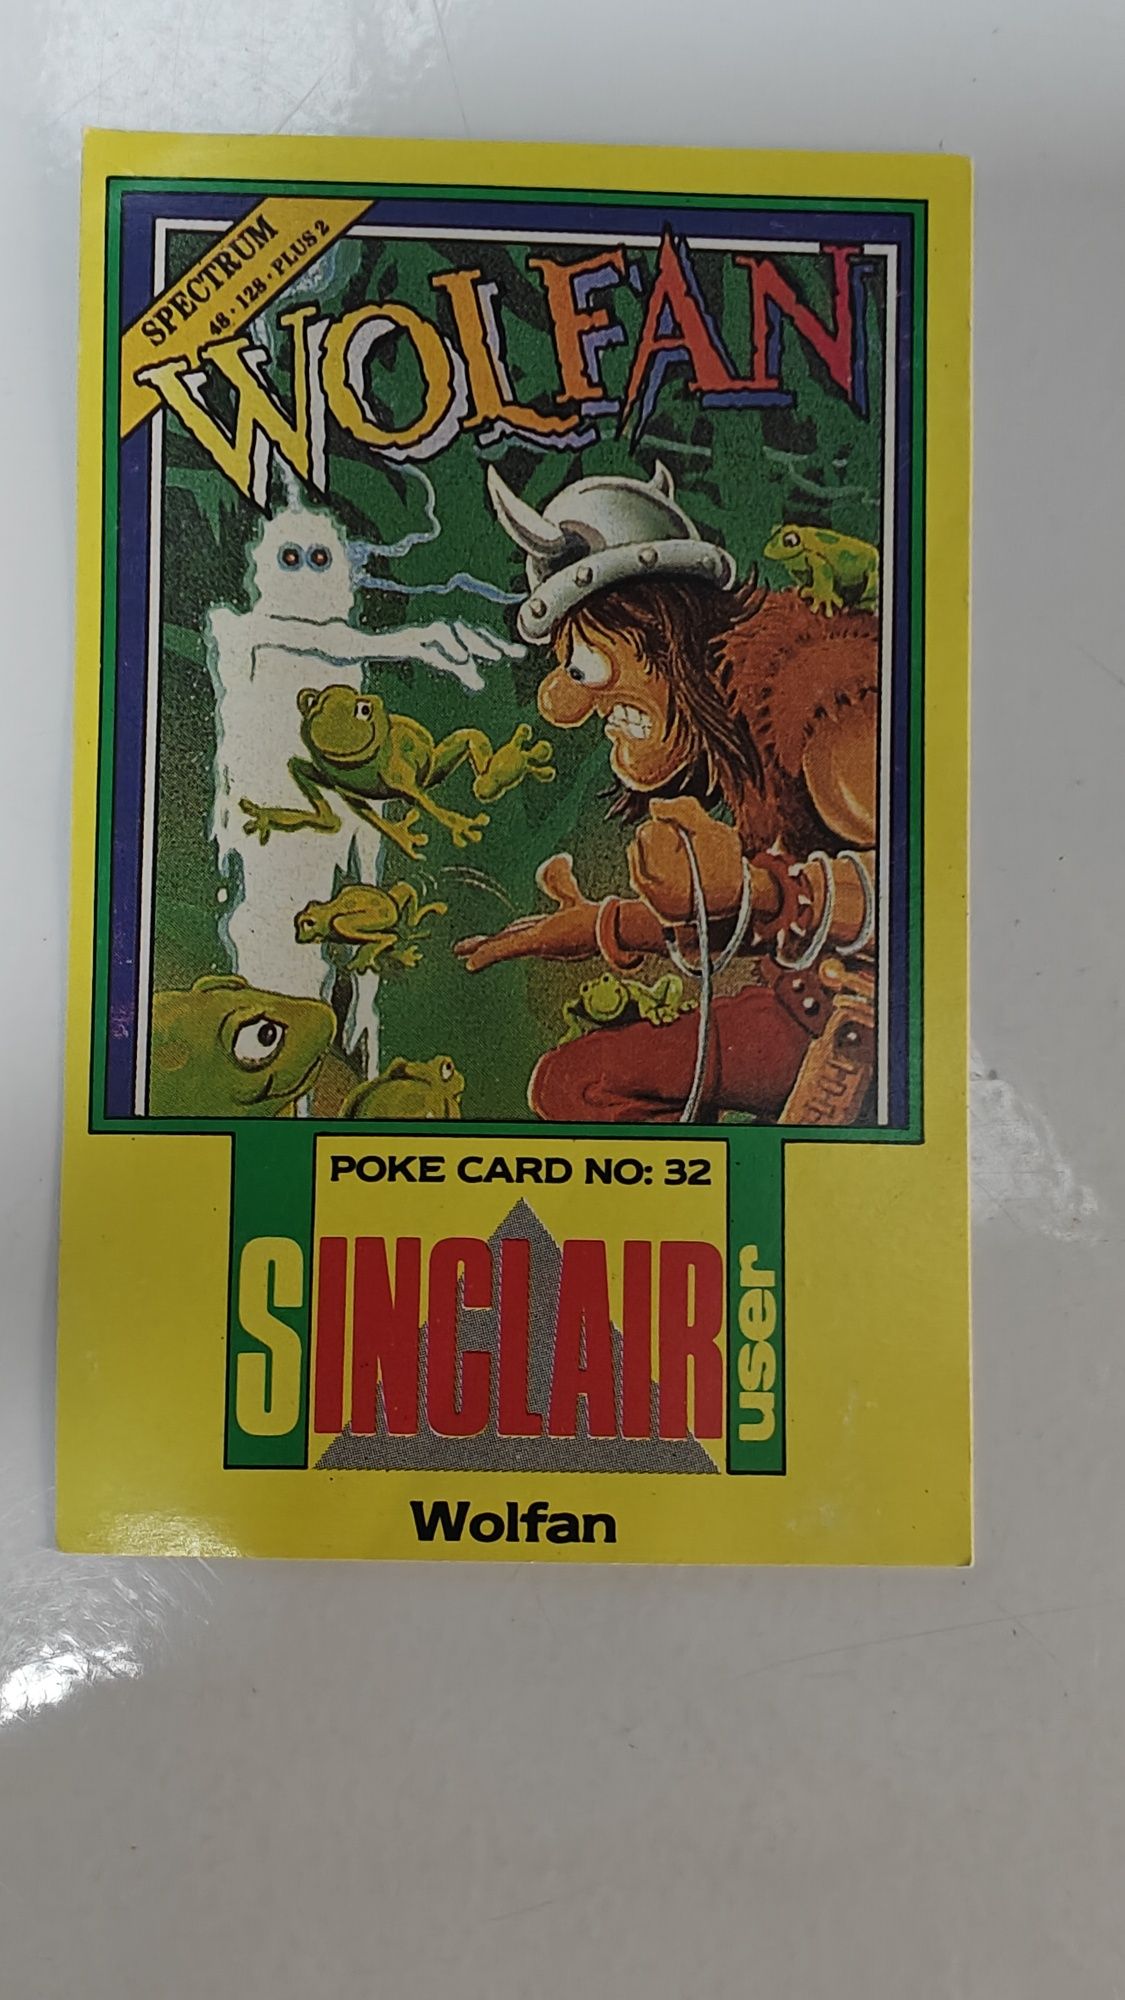 SPECTRUM
48 · 128 · PLUS 2
WOLFAN
POKE CARD NO: 32
SINCLAIR
user
Wolfan